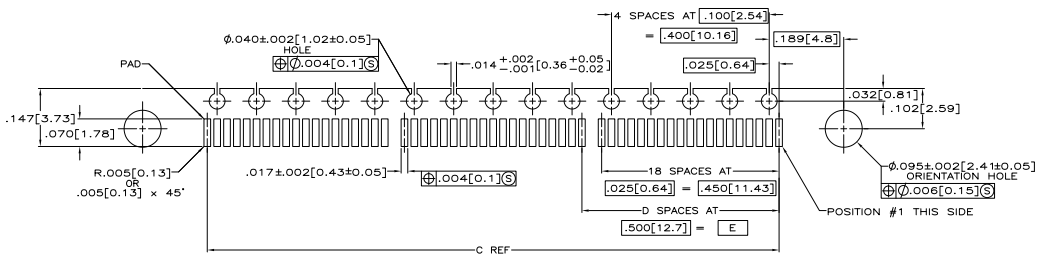 4 SPACES AT .100[2.54]
= .400[10.16]
.189[4.8]
Ø.040±.002[1.02±0.05]
HOLE
⌖ Ø.004[0.1]Ⓢ
.014 +.002 -.001 [0.36 +0.05 -0.02]
.025[0.64]
PAD
.032[0.81]
.102[2.59]
.147[3.73]
.070[1.78]
R.005[0.13]
OR
.005[0.13] × 45°
.017±.002[0.43±0.05]
⌖ .004[0.1]Ⓢ
18 SPACES AT
.025[0.64] = .450[11.43]
Ø.095±.002[2.41±0.05]
ORIENTATION HOLE
⌖ Ø.006[0.15]Ⓢ
D SPACES AT
.500[12.7] = E
POSITION #1 THIS SIDE
C REF